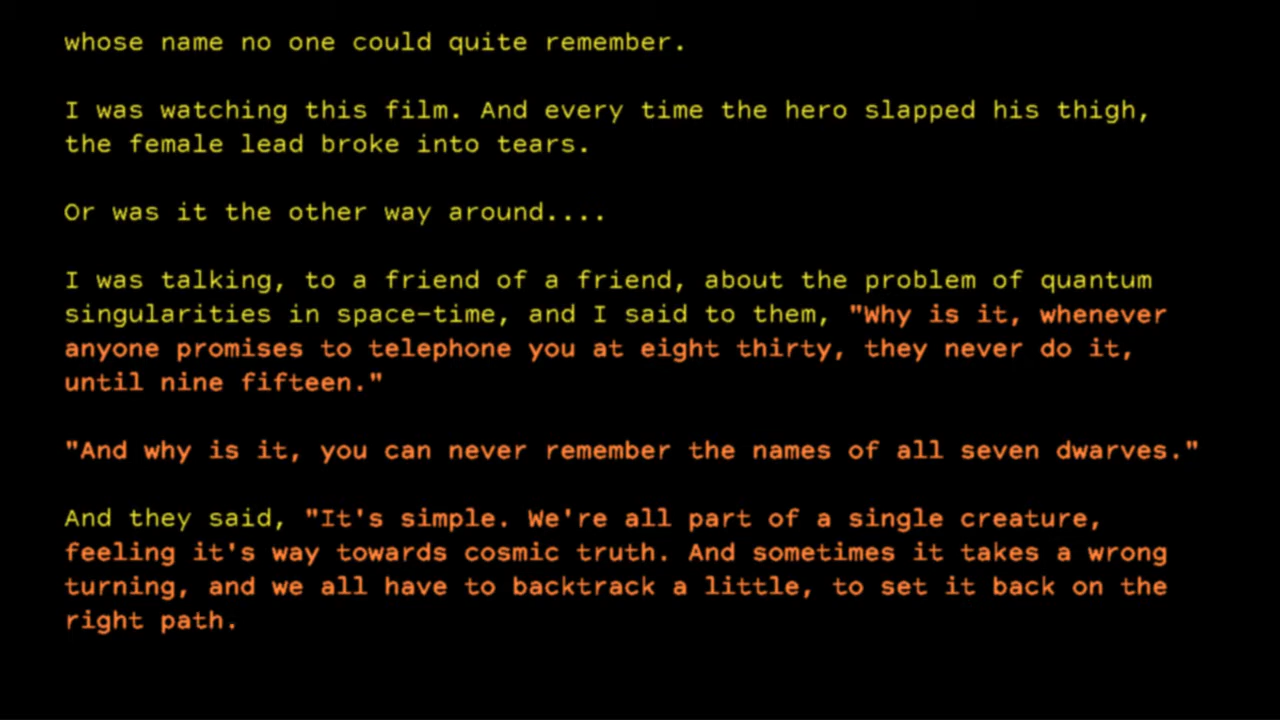 whose name no one could quite remember.
I was watching this film. And every time the hero slapped his thigh,
the female lead broke into tears.
Or was it the other way around....
I was talking, to a friend of a friend, about the problem of quantum
singularities in space-time, and I said to them, "Why is it, whenever
anyone promises to telephone you at eight thirty, they never do it,
until nine fifteen."
"And why is it, you can never remember the names of all seven dwarves."
And they said, "It's simple. We're all part of a single creature,
feeling it's way towards cosmic truth. And sometimes it takes a wrong
turning, and we all have to backtrack a little, to set it back on the
right path.